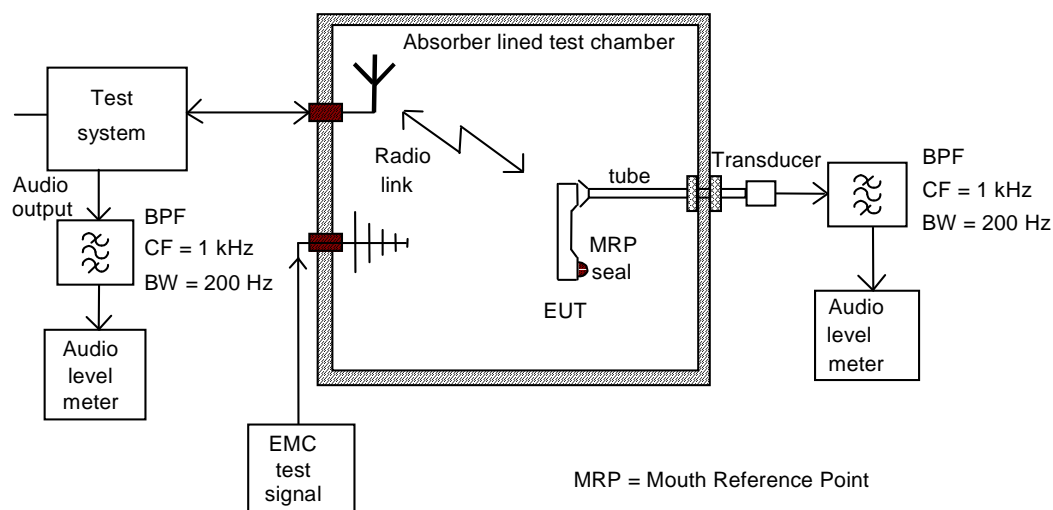 Absorber lined test chamber
Test
system
Radio
link
Audio
output
BPF
CF = 1 kHz
BW = 200 Hz
Audio
level
meter
EMC
test
signal
tube
MRP
seal
EUT
Transducer
BPF
CF = 1 kHz
BW = 200 Hz
Audio
level
meter
MRP = Mouth Reference Point